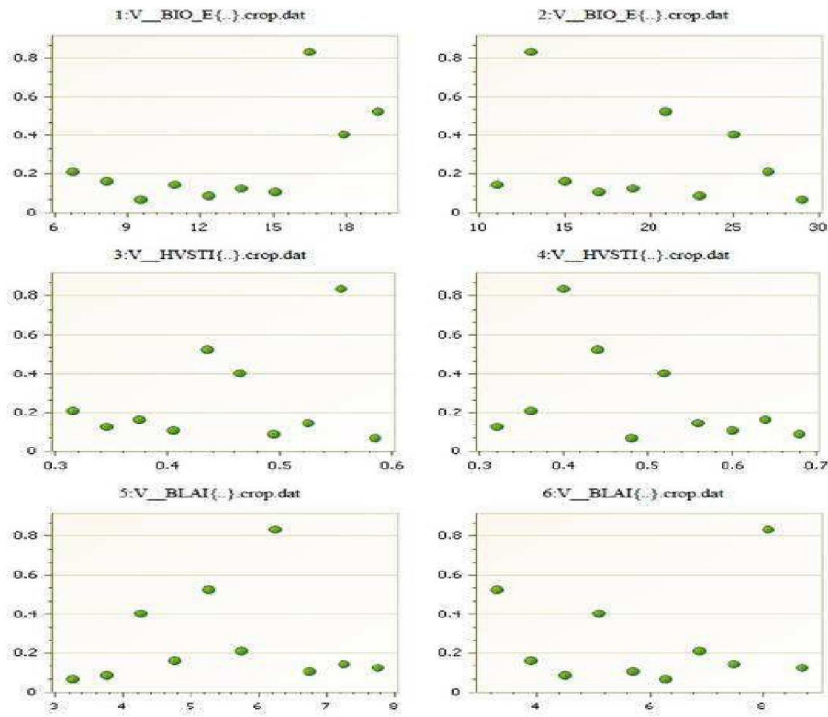 1:V__BIO_E{..}.crop.dat
0.8
0.6
0.4
0.2
0
6 9 12 15 18
2:V__BIO_E{..}.crop.dat
0.8
0.6
0.4
0.2
0
10 15 20 25 30
3:V__HVSTI{..}.crop.dat
0.8
0.6
0.4
0.2
0
0.3 0.4 0.5 0.6
4:V__HVSTI{..}.crop.dat
0.8
0.6
0.4
0.2
0
0.3 0.4 0.5 0.6 0.7
5:V__BLAI{..}.crop.dat
0.8
0.6
0.4
0.2
0
3 4 5 6 7 8
6:V__BLAI{..}.crop.dat
0.8
0.6
0.4
0.2
0
4 6 8